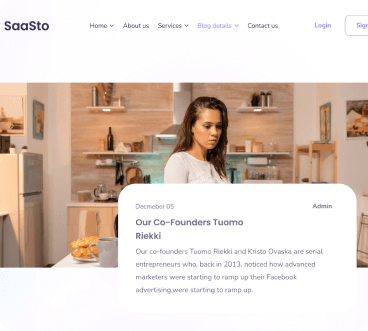 SaaSto
Home About us Services Blog details Contact us Login Sign
Decmeber 05 Admin
Our Co-Founders Tuomo
Riekki
Our co-founders Tuomo Riekki and Kristo Ovaska are serial
entrepreneurs who, back in 2013, noticed how advanced
marketers were starting to ramp up their Facebook
advertising,were starting to ramp up.